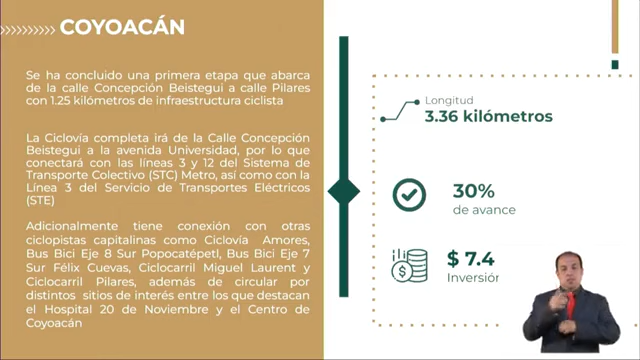 COYOACÁN
Se ha concluido una primera etapa que abarca
de la calle Concepción Beistegui a calle Pilares
con 1.25 kilómetros de infraestructura ciclista
La Ciclovía completa irá de la Calle Concepción
Beistegui a la avenida Universidad, por lo que
conectará con las líneas 3 y 12 del Sistema de
Transporte Colectivo (STC) Metro, así como con la
Línea 3 del Servicio de Transportes Eléctricos
(STE)
Adicionalmente tiene conexión con otras
ciclopistas capitalinas como Ciclovía Amores,
Bus Bici Eje 8 Sur Popocatépetl, Bus Bici Eje 7
Sur Félix Cuevas, Ciclocarril Miguel Laurent y
Ciclocarril Pilares, además de circular por
distintos sitios de interés entre los que destacan
el Hospital 20 de Noviembre y el Centro de
Coyoacán
Longitud
3.36 kilómetros
30%
de avance
$ 7.4
Inversión